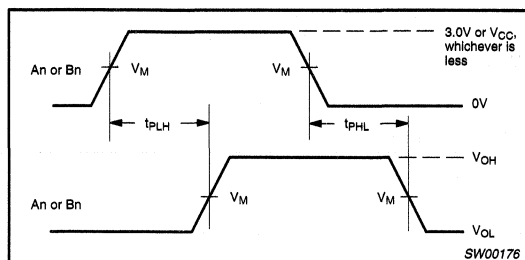 3.0V or VCC,
whichever is
less
An or Bn
VM
VM
0V
tPLH
tPHL
VOH
An or Bn
VM
VM
VOL
SW00176